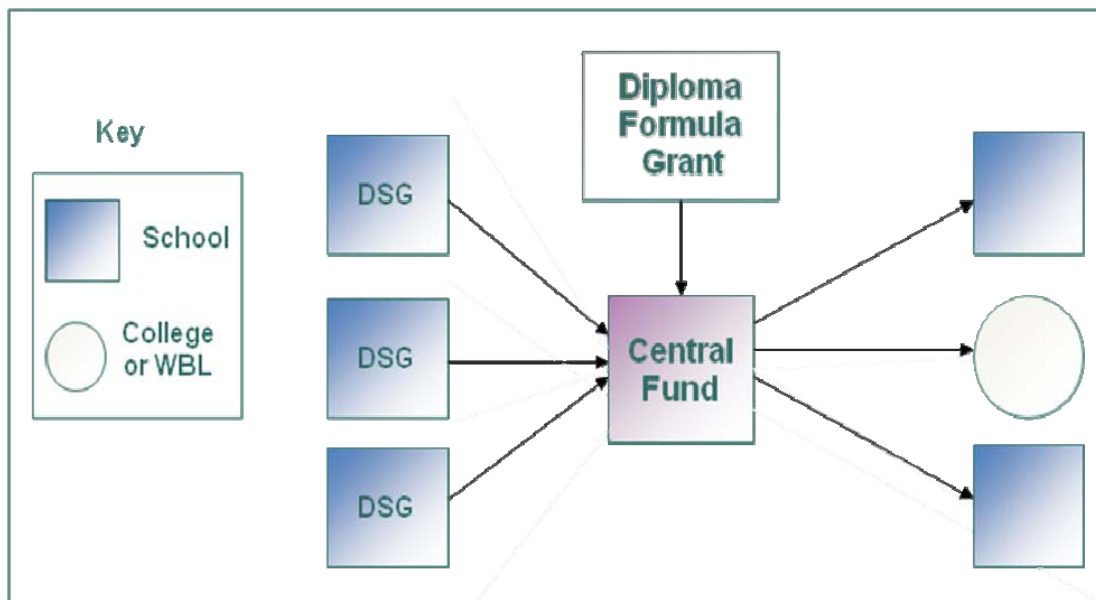 Key
School
College
or WBL
DSG
DSG
DSG
Diploma
Formula
Grant
Central
Fund